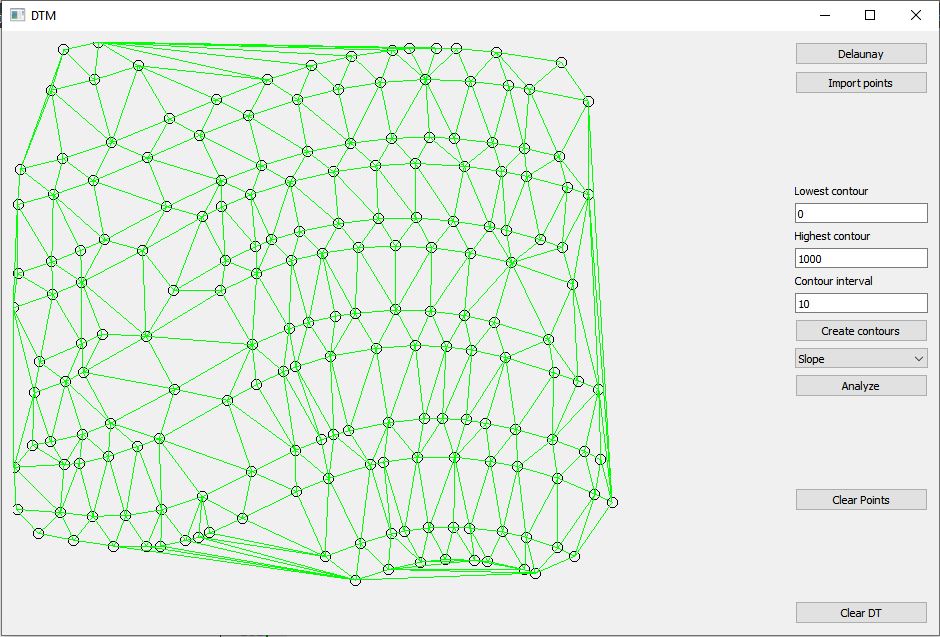 DTM
Delaunay
Import points
Lowest contour
0
Highest contour
1000
Contour interval
10
Create contours
Slope
Analyze
Clear Points
Clear DT